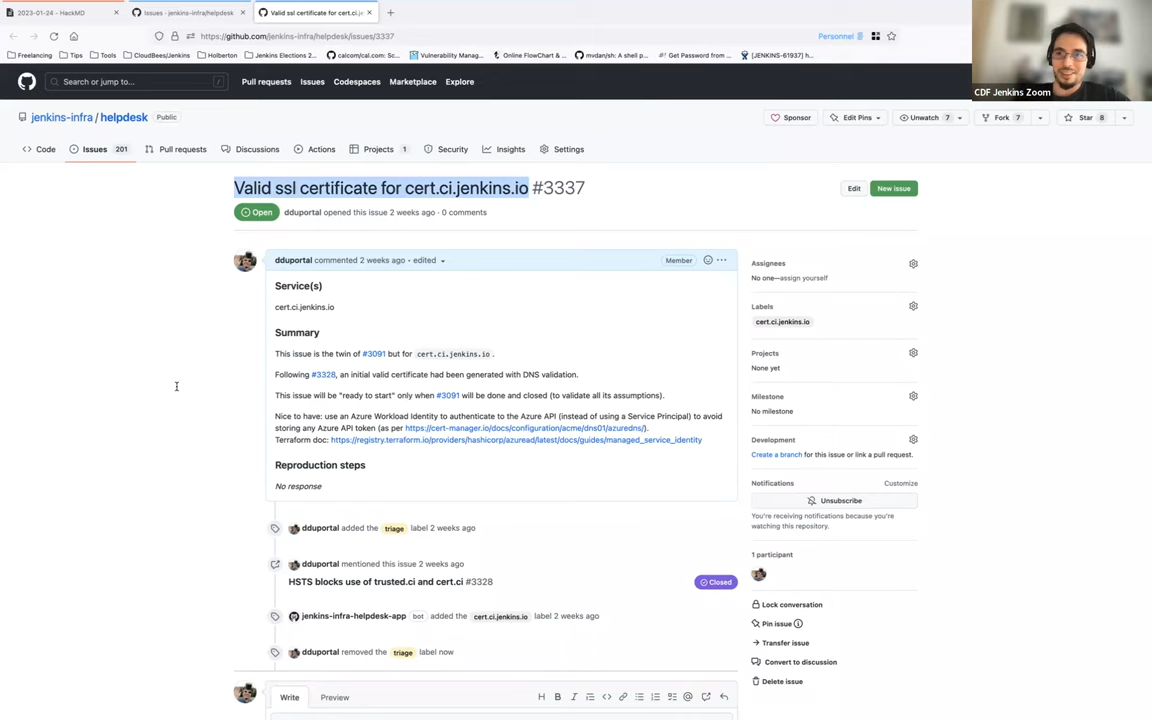 2023-01-24 - HackMD
Issues · jenkins-infra/helpdesk
Valid ssl certificate for cert.ci.je
https://github.com/jenkins-infra/helpdesk/issues/3337
Personnel
Freelancing
Tips
Tools
CloudBees/Jenkins
Holberton
Jenkins Elections 2...
calcom/cal.com: Sc...
Vulnerability Manag...
Online FlowChart & ...
mvdan/sh: A shell p...
Get Password from ...
[JENKINS-61937] h...
CDF Jenkins Zoom
Search or jump to...
/
Pull requests
Issues
Codespaces
Marketplace
Explore
jenkins-infra / helpdesk
Public
Sponsor
Edit Pins
Unwatch 7
Fork 7
Star 8
Code
Issues 201
Pull requests
Discussions
Actions
Projects 1
Security
Insights
Settings
Valid ssl certificate for cert.ci.jenkins.io #3337
Edit
New issue
Open
dduportal opened this issue 2 weeks ago · 0 comments
dduportal commented 2 weeks ago • edited
Member
Service(s)
cert.ci.jenkins.io
Summary
This issue is the twin of #3091 but for cert.ci.jenkins.io .
Following #3328, an initial valid certificate had been generated with DNS validation.
This issue will be "ready to start" only when #3091 will be done and closed (to validate all its assumptions).
Nice to have: use an Azure Workload Identity to authenticate to the Azure API (instead of using a Service Principal) to avoid
storing any Azure API token (as per https://cert-manager.io/docs/configuration/acme/dns01/azuredns/).
Terraform doc: https://registry.terraform.io/providers/hashicorp/azuread/latest/docs/guides/managed_service_identity
Reproduction steps
No response
dduportal added the triage label 2 weeks ago
dduportal mentioned this issue 2 weeks ago
HSTS blocks use of trusted.ci and cert.ci #3328
Closed
jenkins-infra-helpdesk-app bot added the cert.ci.jenkins.io label 2 weeks ago
dduportal removed the triage label now
Write
Preview
Assignees
No one—assign yourself
Labels
cert.ci.jenkins.io
Projects
None yet
Milestone
No milestone
Development
Create a branch for this issue or link a pull request.
Notifications
Customize
Unsubscribe
You're receiving notifications because you're
watching this repository.
1 participant
Lock conversation
Pin issue
Transfer issue
Convert to discussion
Delete issue